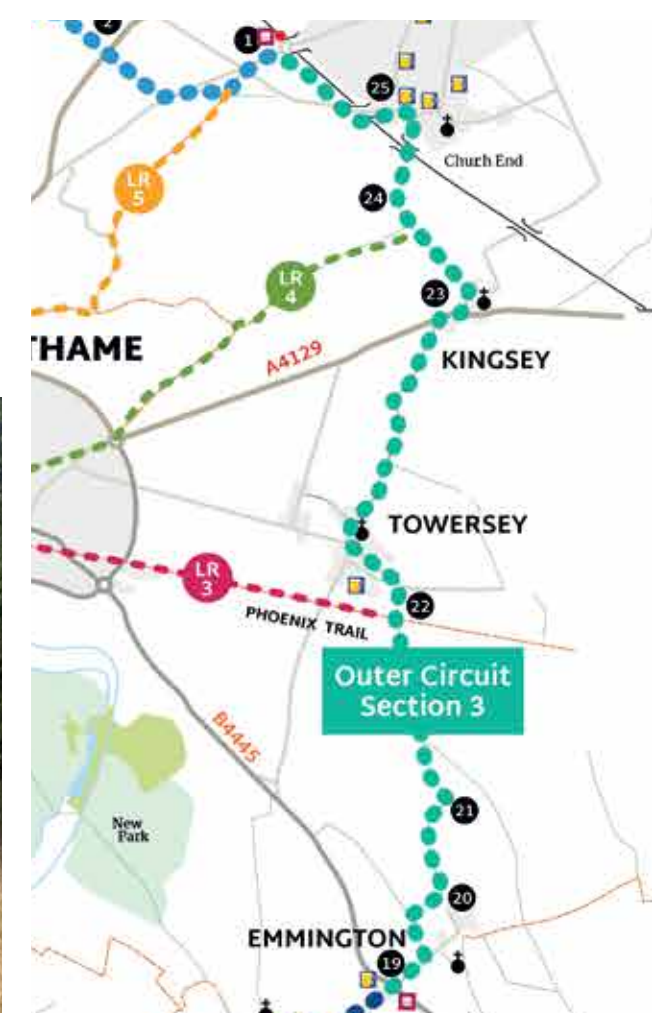 2
1
25
Churh End
24
LR
5
LR
4
23
THAME
A4129
KINGSEY
TOWERSEY
LR
3
22
PHOENIX TRAIL
Outer Circuit
Section 3
B4445
21
New
Park
20
EMMINGTON
19